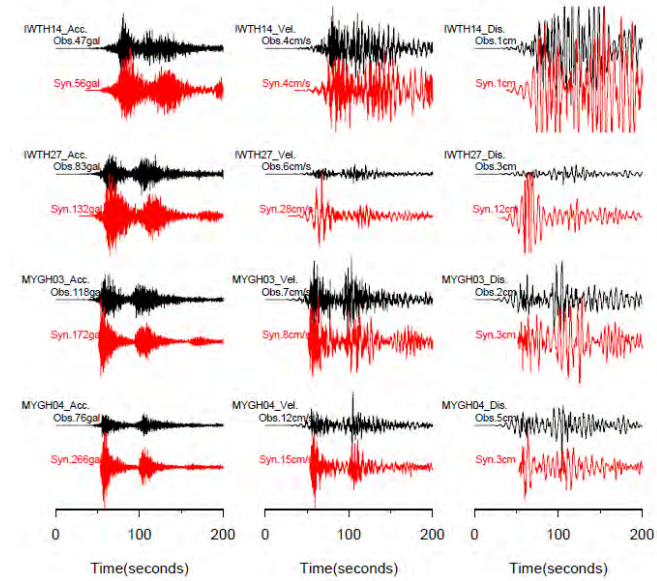 IWTH14_Acc. IWTH14_Vel. IWTH14_Dis.
Obs.47gal Obs.4cm/s Obs.1cm
Syn.56gal Syn.4cm/s Syn.1cm
IWTH27_Acc. IWTH27_Vel. IWTH27_Dis.
Obs.83gal Obs.6cm/s Obs.3cm
Syn.132gal Syn.28cm/s Syn.12cm
MYGH03_Acc. MYGH03_Vel. MYGH03_Dis.
Obs.118gal Obs.7cm/s Obs.2cm
Syn.172gal Syn.8cm/s Syn.3cm
MYGH04_Acc. MYGH04_Vel. MYGH04_Dis.
Obs.76gal Obs.12cm/s Obs.5cm
Syn.266gal Syn.15cm/s Syn.3cm
0 100 200 0 100 200 0 100 200
Time(seconds) Time(seconds) Time(seconds)